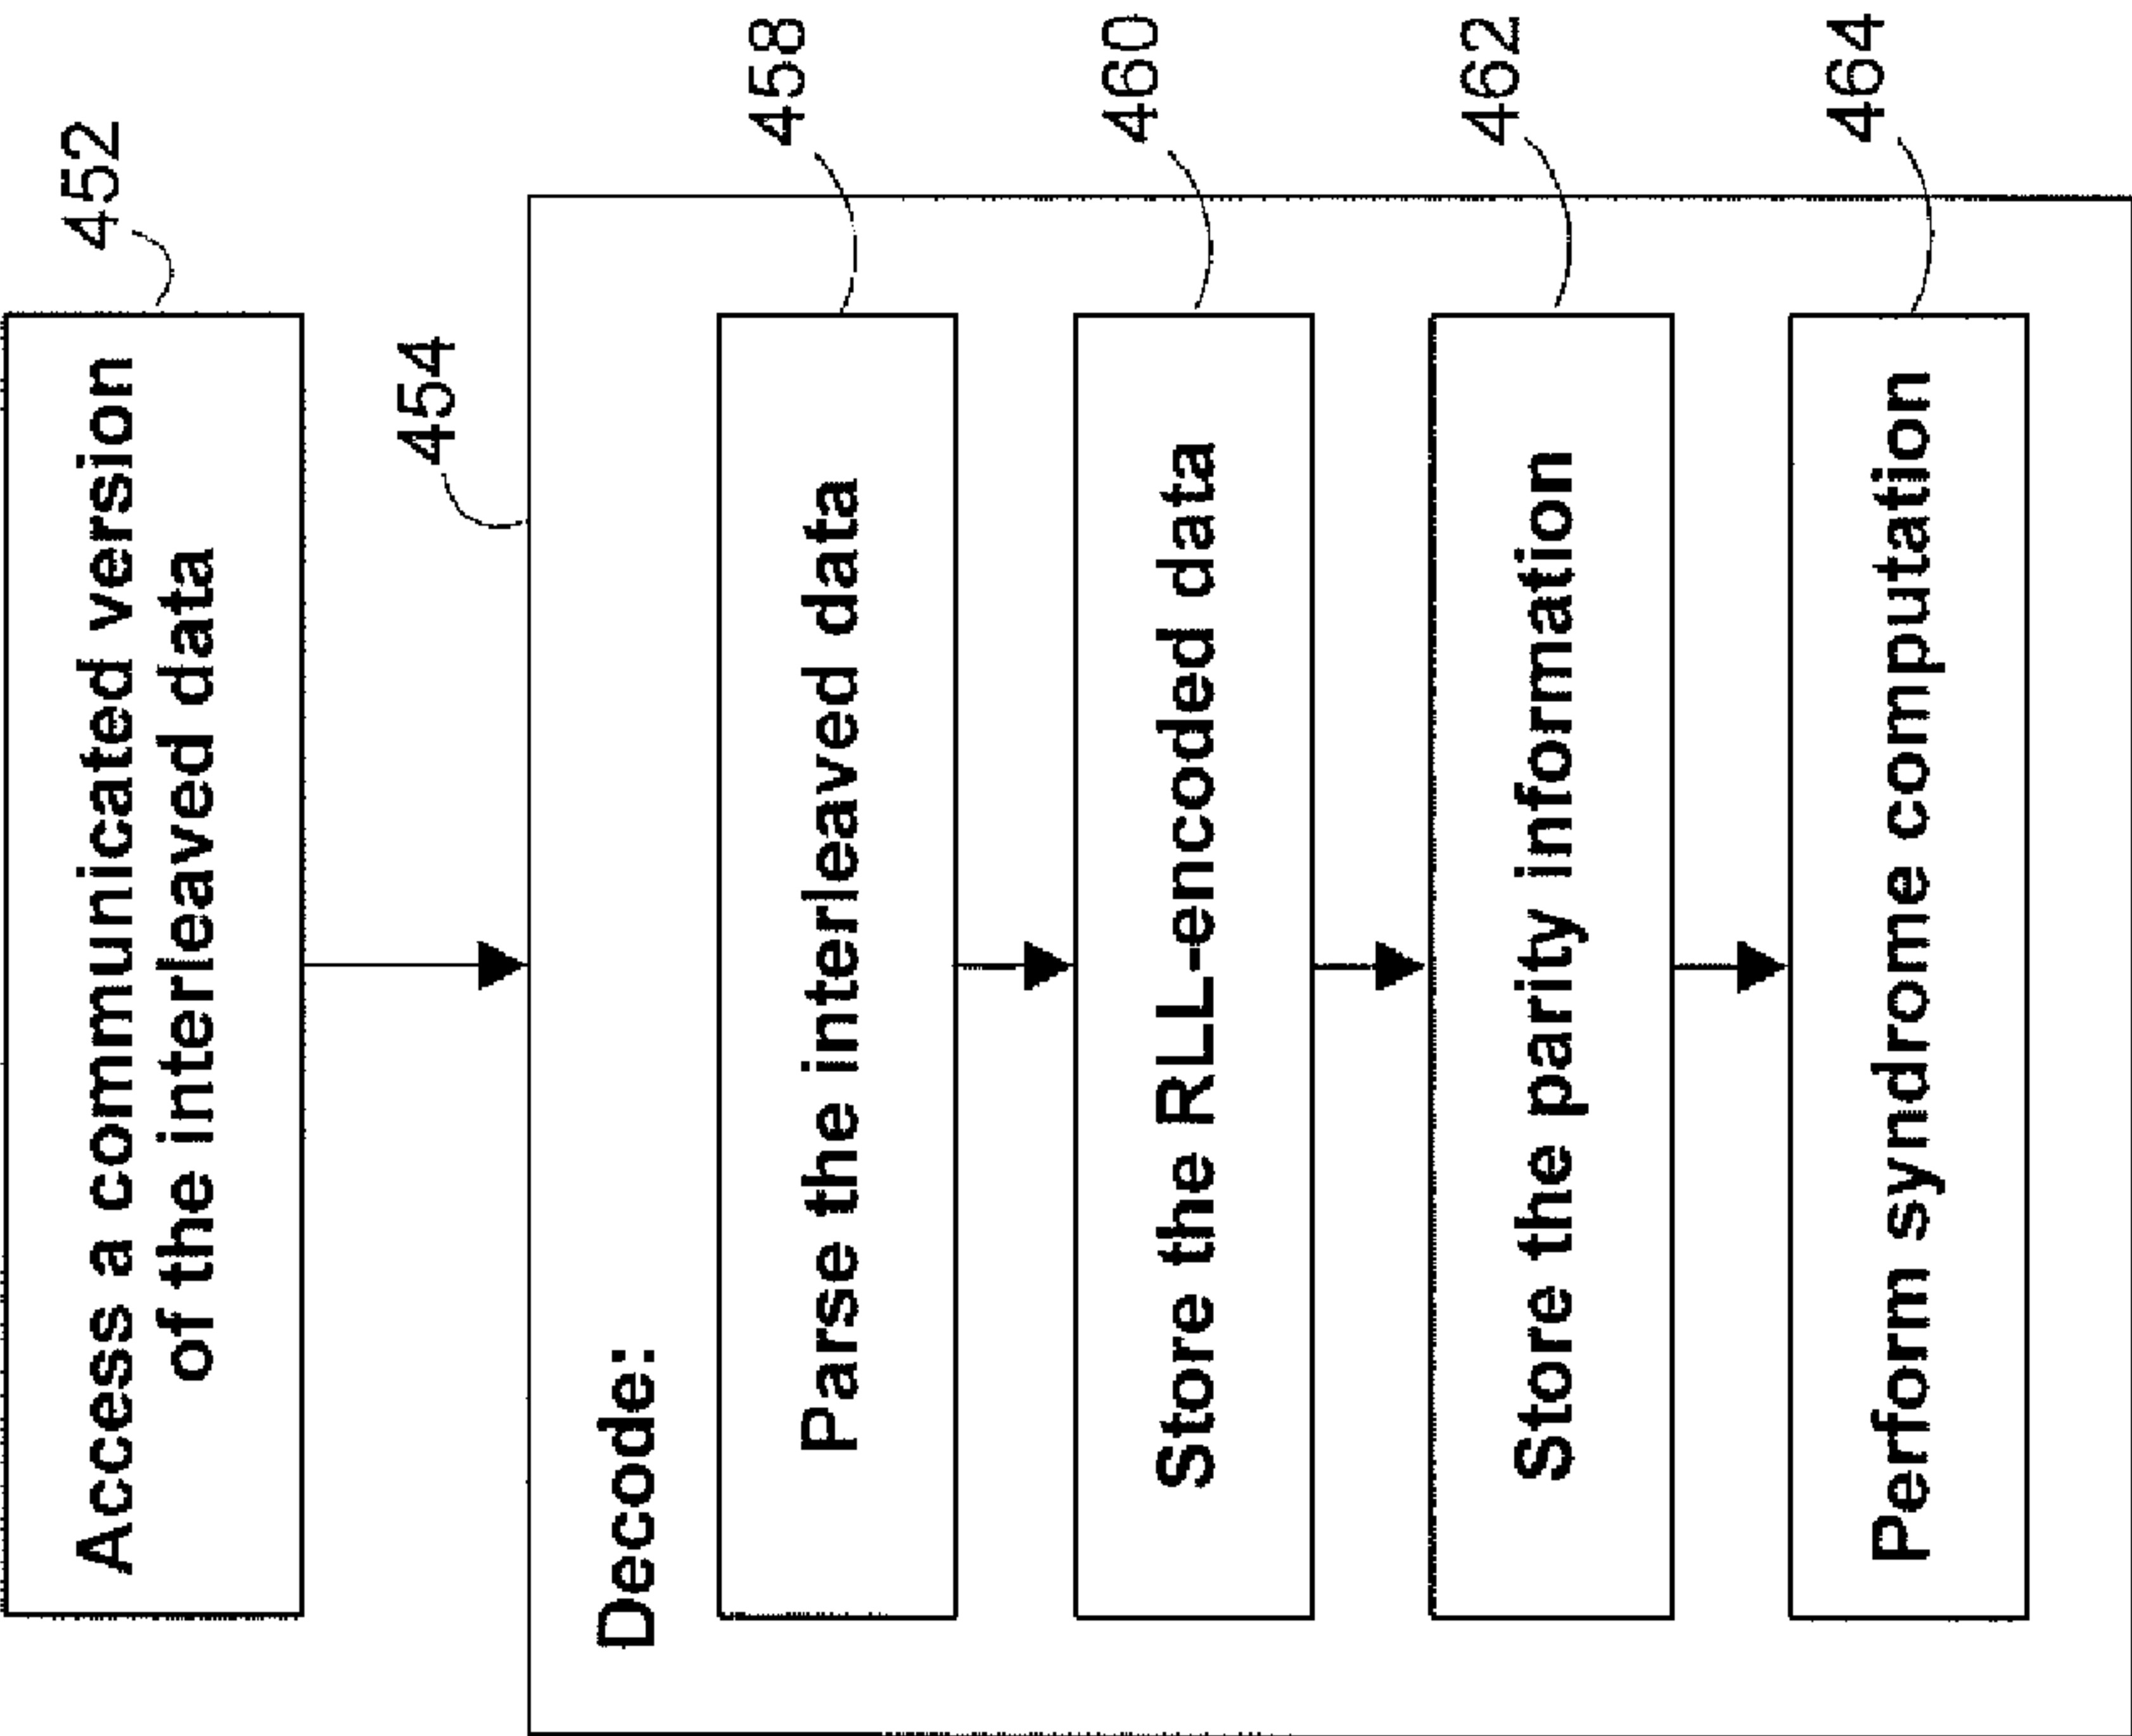 452
Access a communicated version
of the interleaved data
454
Decode:
458
Parse the interleaved data
460
Store the RLL-encoded data
462
Store the parity information
464
Perform syndrome computation